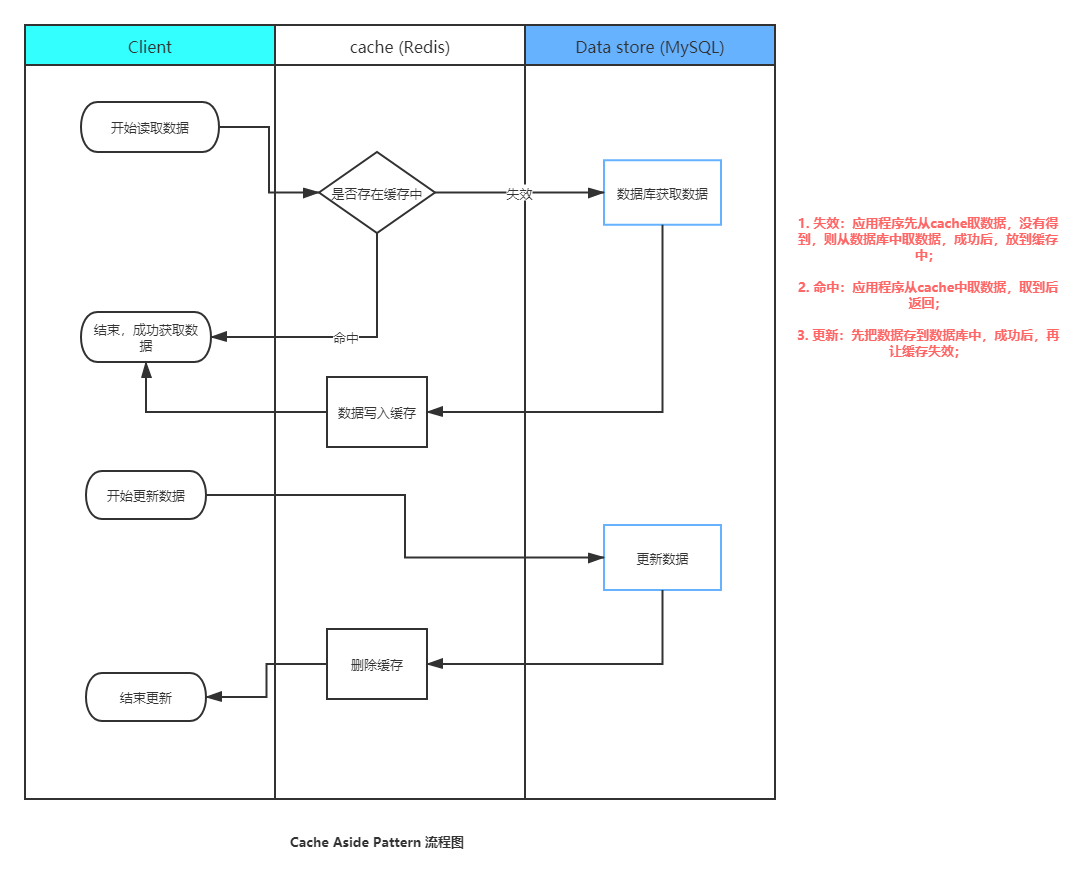 Client
cache (Redis)
Data store (MySQL)
开始读取数据
是否存在缓存中
失效
数据库获取数据
结束，成功获取数
据
命中
数据写入缓存
开始更新数据
更新数据
删除缓存
结束更新
1. 失效：应用程序先从cache取数据，没有得
到，则从数据库中取数据，成功后，放到缓存
中；
2. 命中：应用程序从cache中取数据，取到后
返回；
3. 更新：先把数据存到数据库中，成功后，再
让缓存失效；
Cache Aside Pattern 流程图